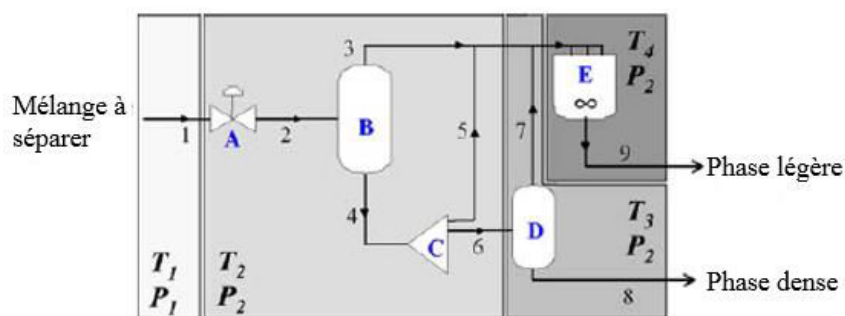 3
T4
P2
E
∞
Mélange à
séparer
1
A
2
B
5
7
9
Phase légère
4
C
6
D
T3
P2
T1
P1
T2
P2
8
Phase dense